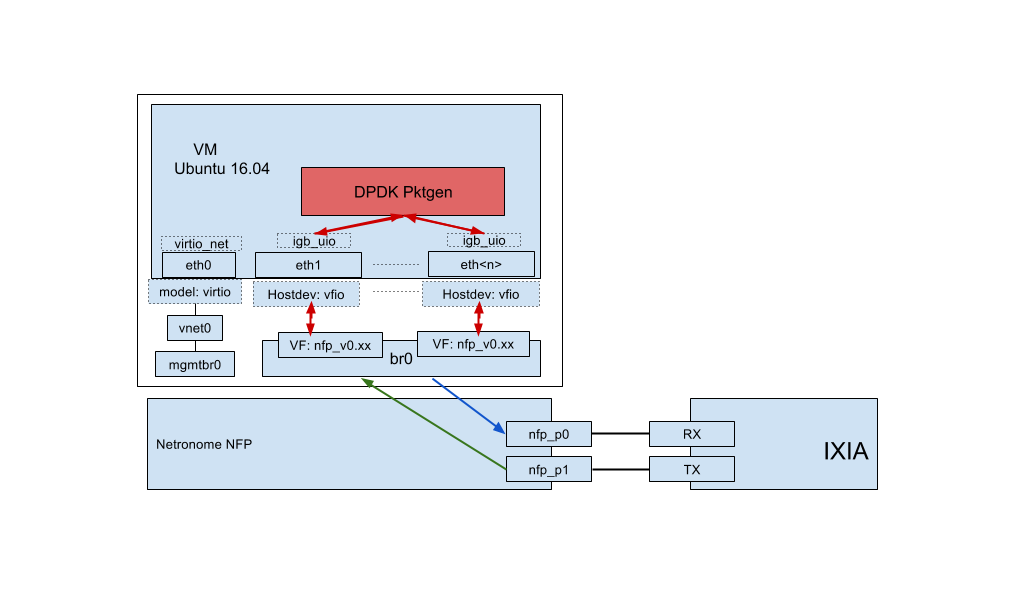 VM
Ubuntu 16.04
DPDK Pktgen
virtio_net
igb_uio
igb_uio
eth0
eth1
eth<n>
model: virtio
Hostdev: vfio
Hostdev: vfio
vnet0
VF: nfp_v0.xx
VF: nfp_v0.xx
mgmtbr0
br0
Netronome NFP
nfp_p0
RX
nfp_p1
TX
IXIA